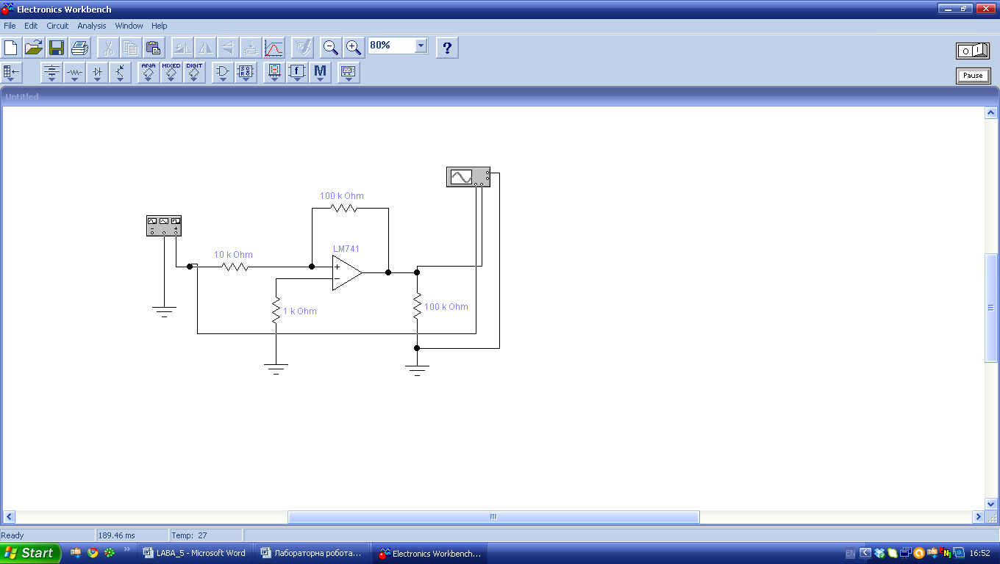 Electronics Workbench
File Edit Circuit Analysis Window Help
80%
?
O I
ANA MIXED DIGIT
f M
Pause
Untitled
100 k Ohm
LM741
10 k Ohm
+
−
1 k Ohm
100 k Ohm
Ready 189.46 ms Temp: 27
Start LABA_5 - Microsoft Word Лабораторна робота... Electronics Workbench... EN 16:52